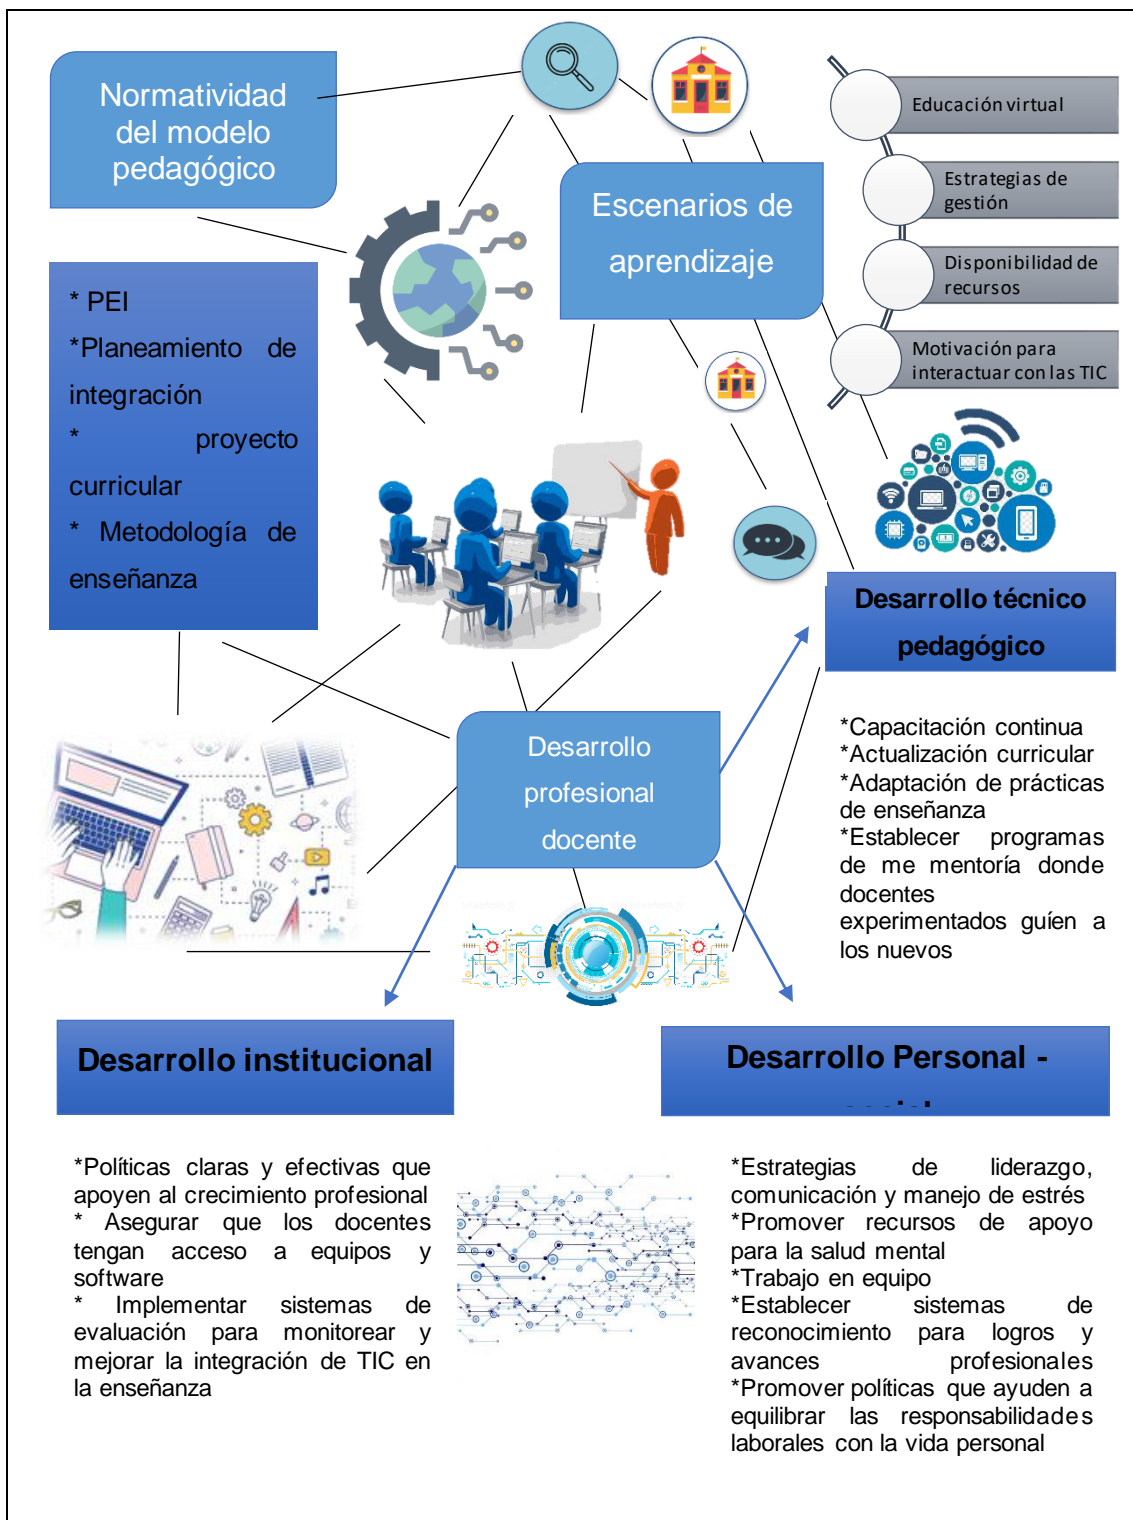 Normatividad
del modelo
pedagógico
Escenarios de
aprendizaje
Educación virtual
Estrategias de
gestión
Disponibilidad de
recursos
Motivación para
interactuar con las TIC
* PEI
*Planeamiento de
integración
* proyecto
curricular
* Metodología de
enseñanza
Desarrollo técnico
pedagógico
*Capacitación continua
*Actualización curricular
*Adaptación de prácticas
de enseñanza
*Establecer programas
de me mentoría donde
docentes
experimentados guíen a
los nuevos
Desarrollo
profesional
docente
Desarrollo institucional
*Políticas claras y efectivas que
apoyen al crecimiento profesional
* Asegurar que los docentes
tengan acceso a equipos y
software
* Implementar sistemas de
evaluación para monitorear y
mejorar la integración de TIC en
la enseñanza
Desarrollo Personal -
*Estrategias de liderazgo,
comunicación y manejo de estrés
*Promover recursos de apoyo
para la salud mental
*Trabajo en equipo
*Establecer sistemas de
reconocimiento para logros y
avances profesionales
*Promover políticas que ayuden a
equilibrar las responsabilidades
laborales con la vida personal